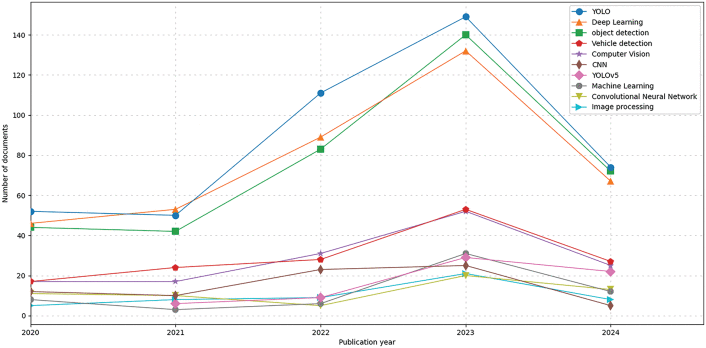 YOLO
Deep Learning
object detection
Vehicle detection
Computer Vision
CNN
YOLOv5
Machine Learning
Convolutional Neural Network
Image processing
Number of documents
140
120
100
80
60
40
20
0
2020 2021 2022 2023 2024
Publication year